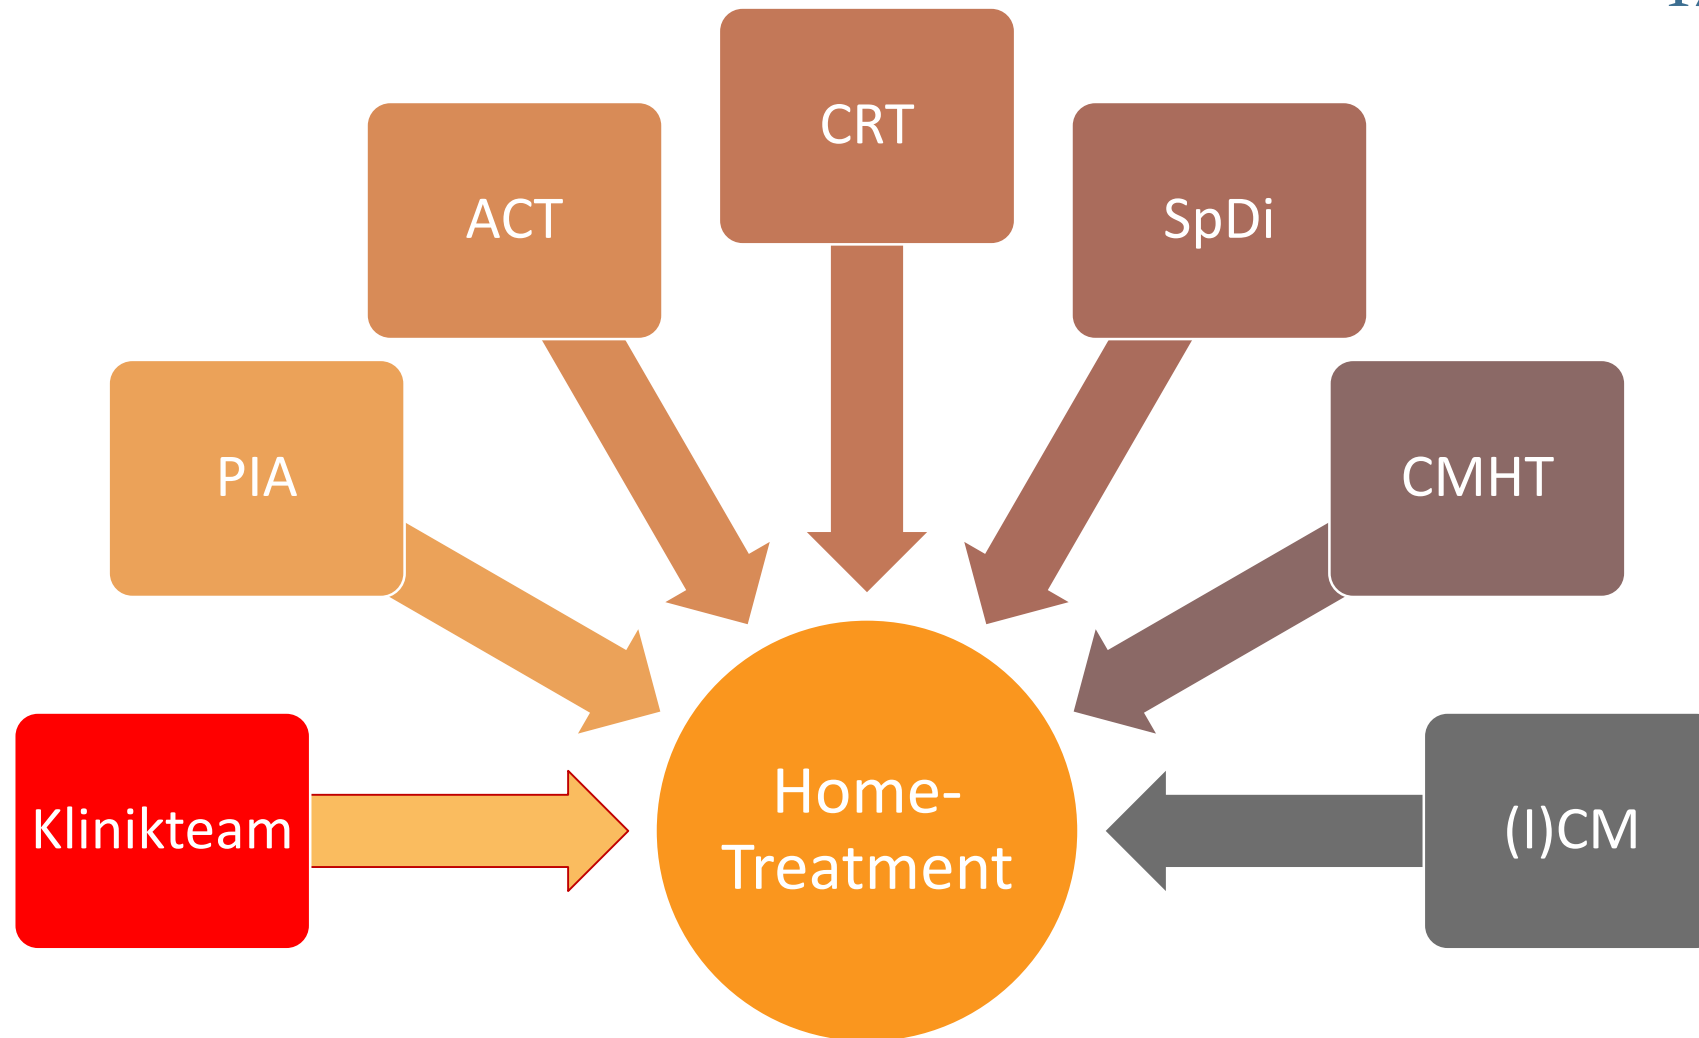 CRT
ACT
SpDi
PIA
CMHT
Klinikteam
Home-
Treatment
(I)CM